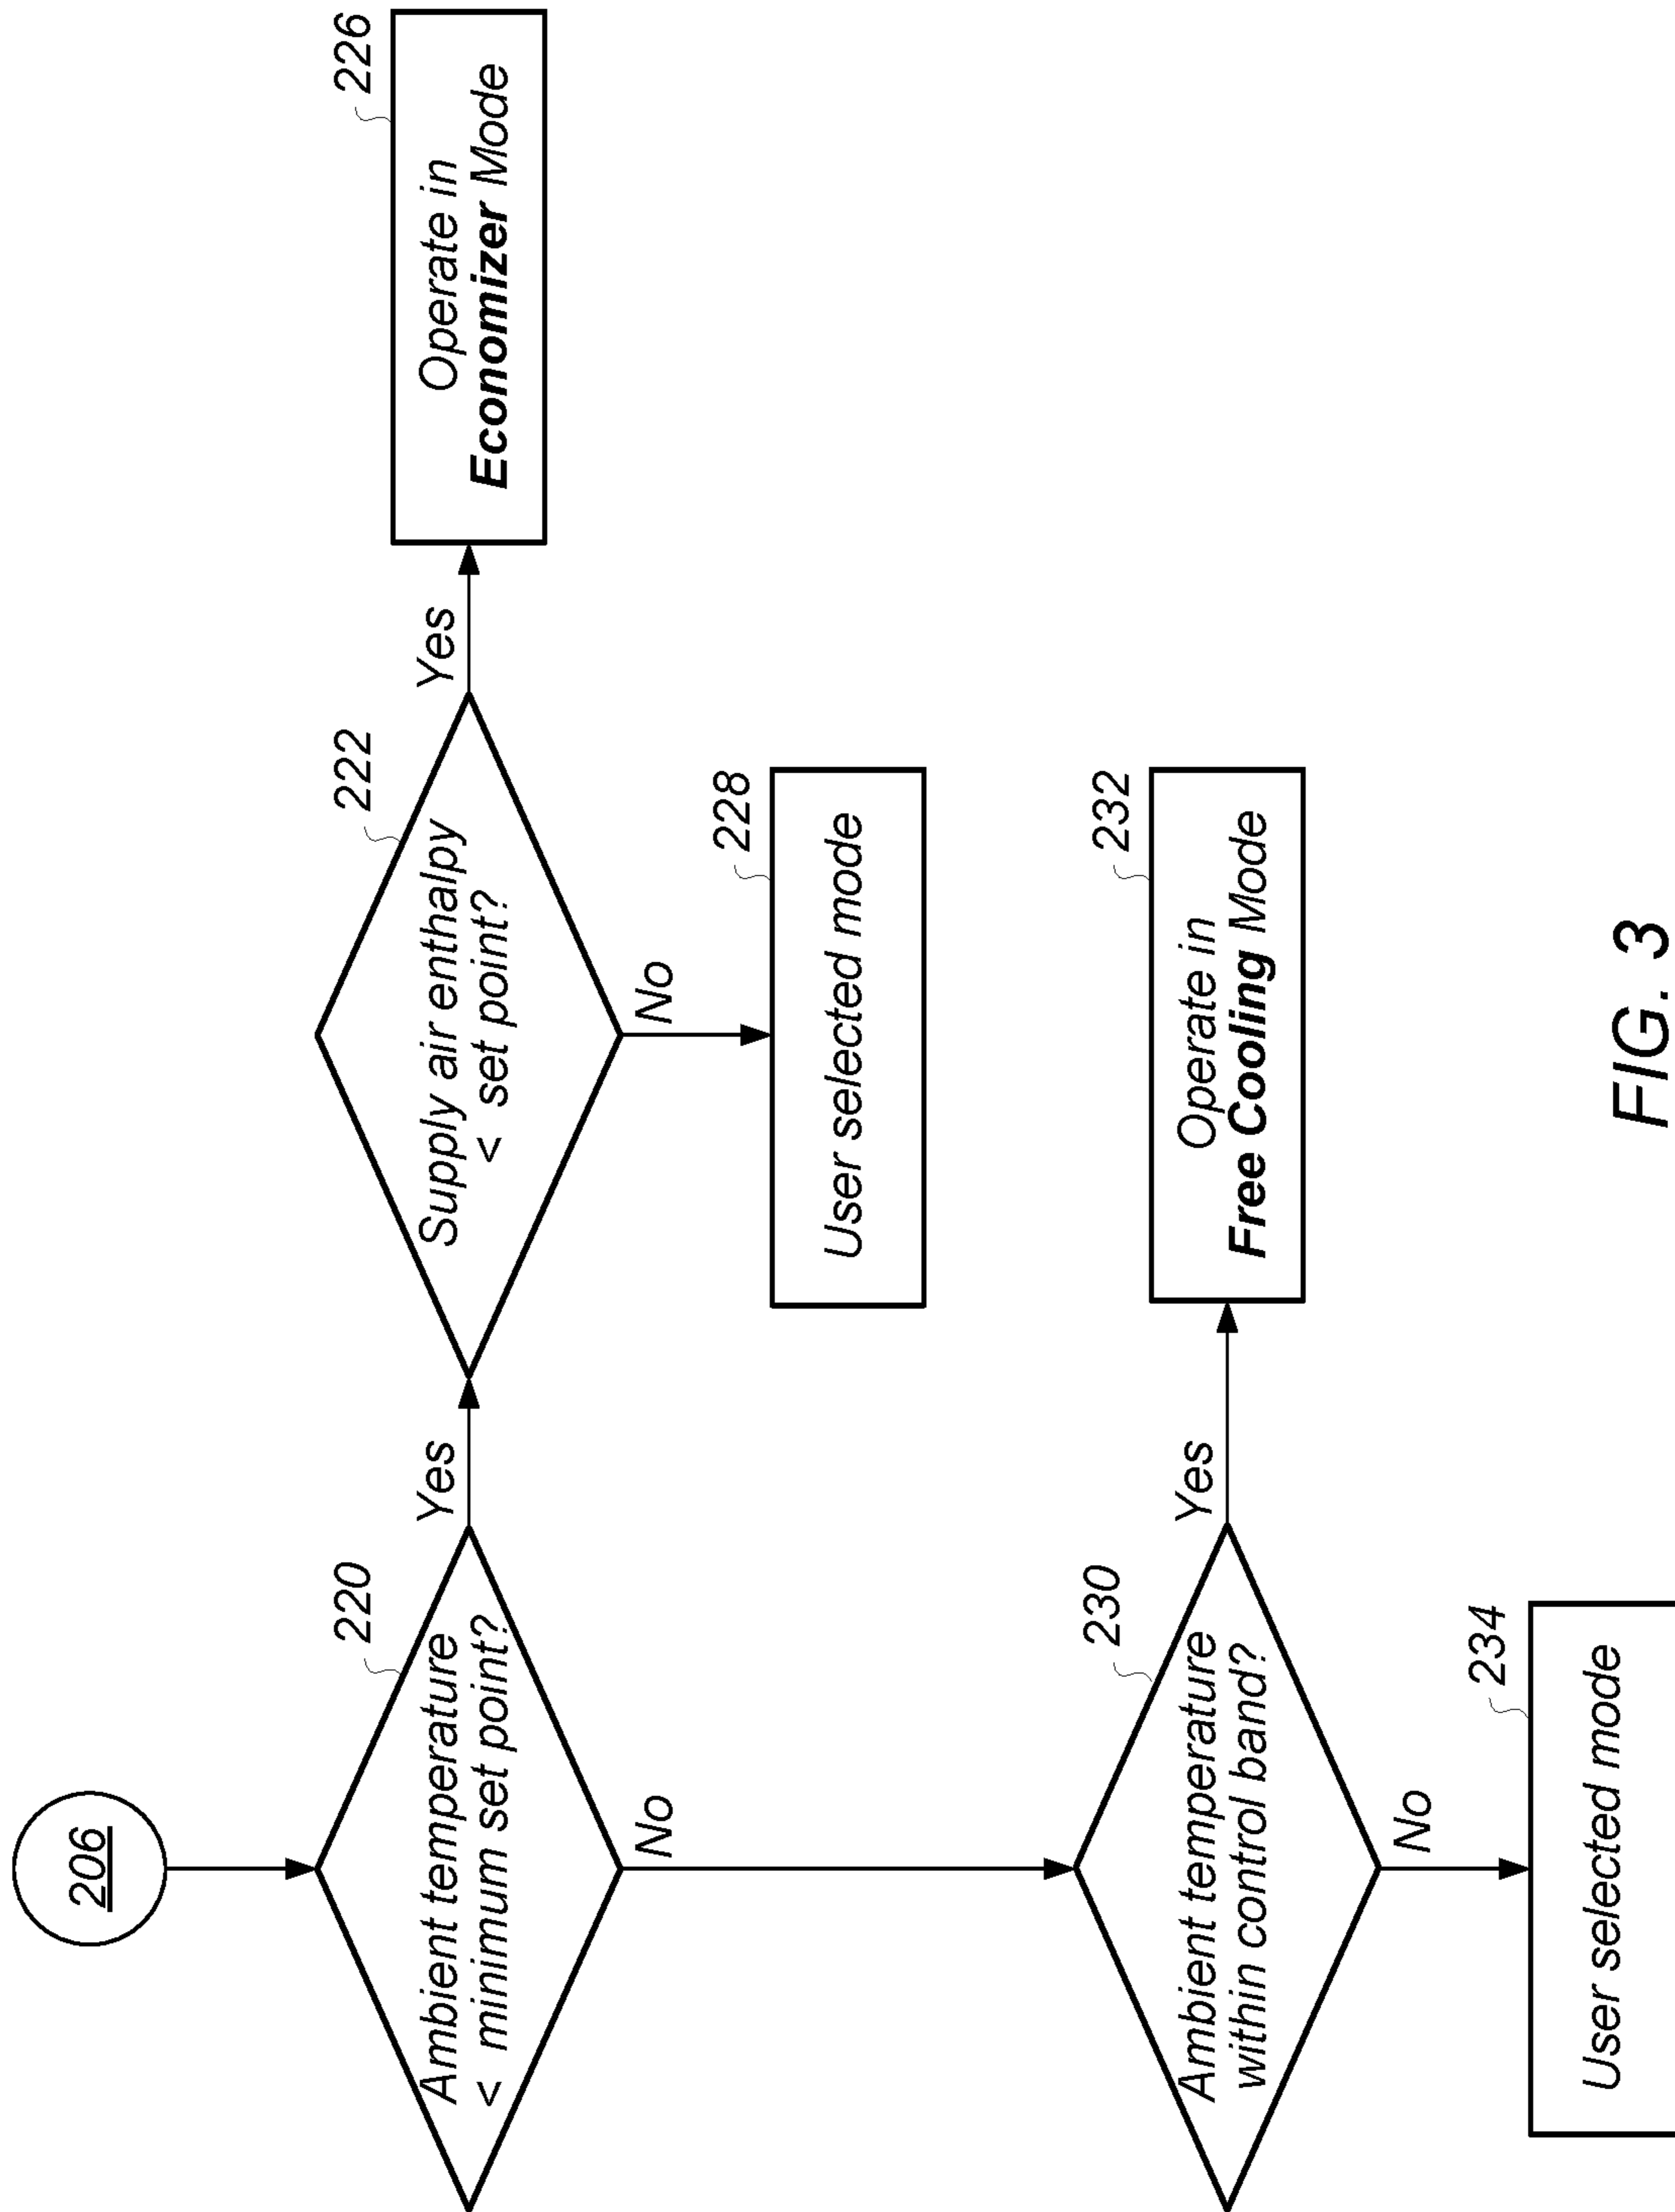 206
220
Ambient temperature
< minimum set point?
Yes
222
Supply air enthalpy
< set point?
Yes
226
Operate in
Economizer Mode
No
228
User selected mode
No
230
Ambient temperature
within control band?
Yes
232
Operate in
Free Cooling Mode
No
234
User selected mode
FIG. 3